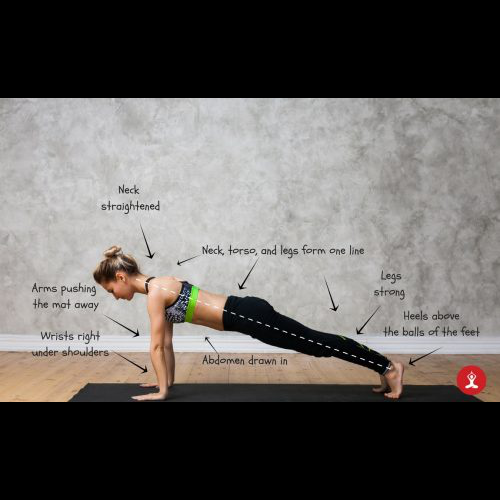 Neck
straightened
Neck, torso, and legs form one line
Legs
strong
Arms pushing
the mat away
Heels above
the balls of the feet
Wrists right
under shoulders
Abdomen drawn in